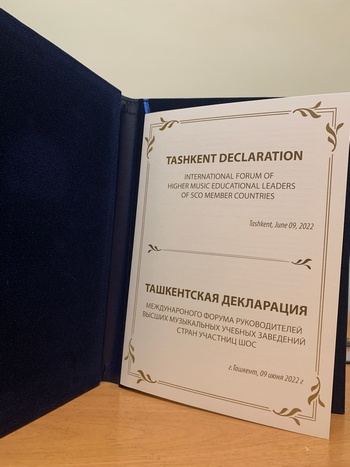 TASHKENT DECLARATION
INTERNATIONAL FORUM OF
HIGHER MUSIC EDUCATIONAL LEADERS
OF SCO MEMBER COUNTRIES
Tashkent, June 09, 2022
ТАШКЕНТСКАЯ ДЕКЛАРАЦИЯ
МЕЖДУНАРОНОГО ФОРУМА РУКОВОДИТЕЛЕЙ
ВЫСШИХ МУЗЫКАЛЬНЫХ УЧЕБНЫХ ЗАВЕДЕНИЙ
СТРАН УЧАСТНИЦ ШОС
г.Ташкент, 09 июня 2022 г